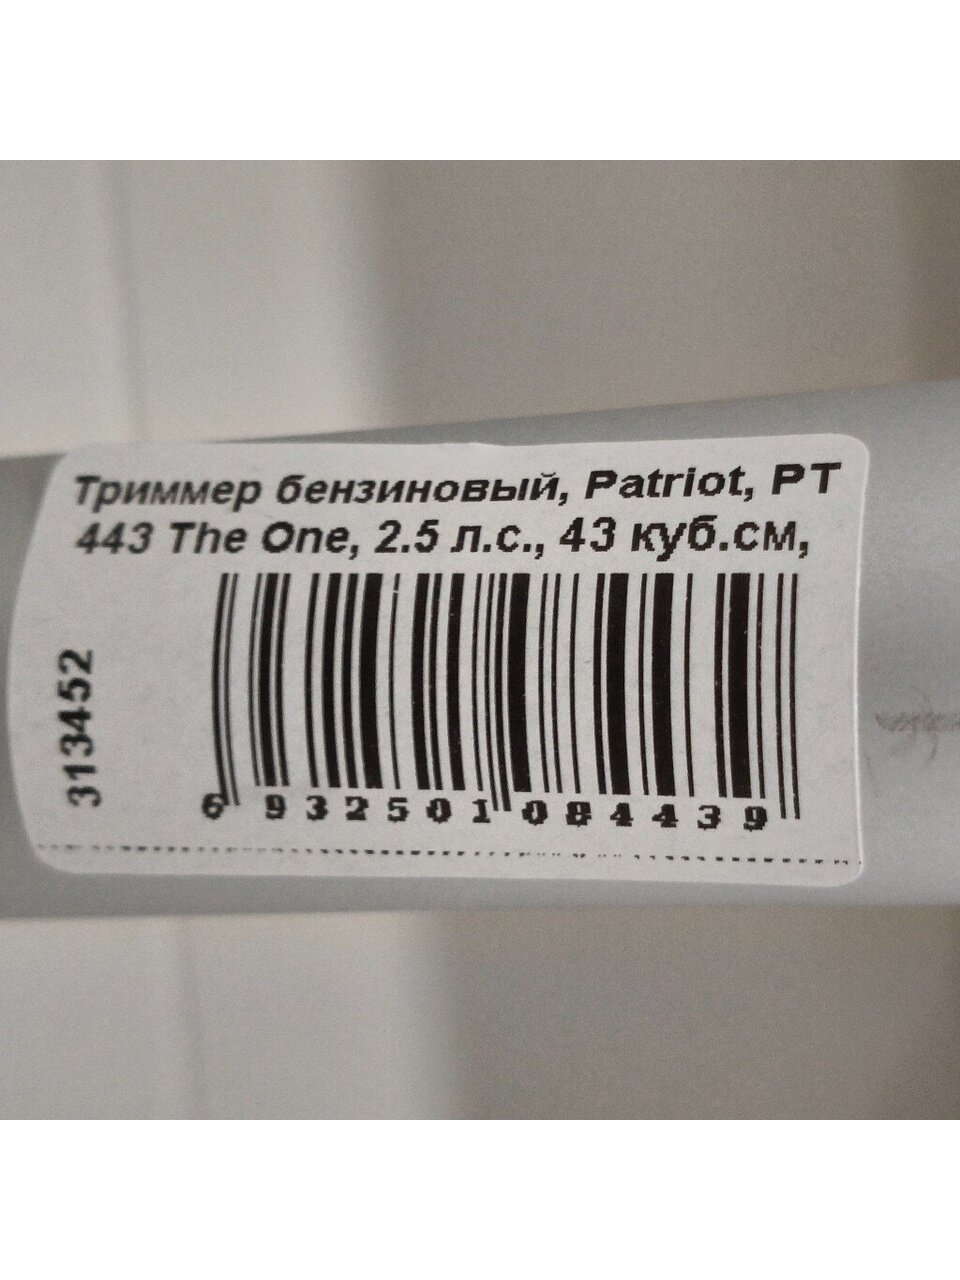 Триммер бензиновый, Patriot, PT
443 The One, 2.5 л.с., 43 куб.см,
313452
6 932501 084439